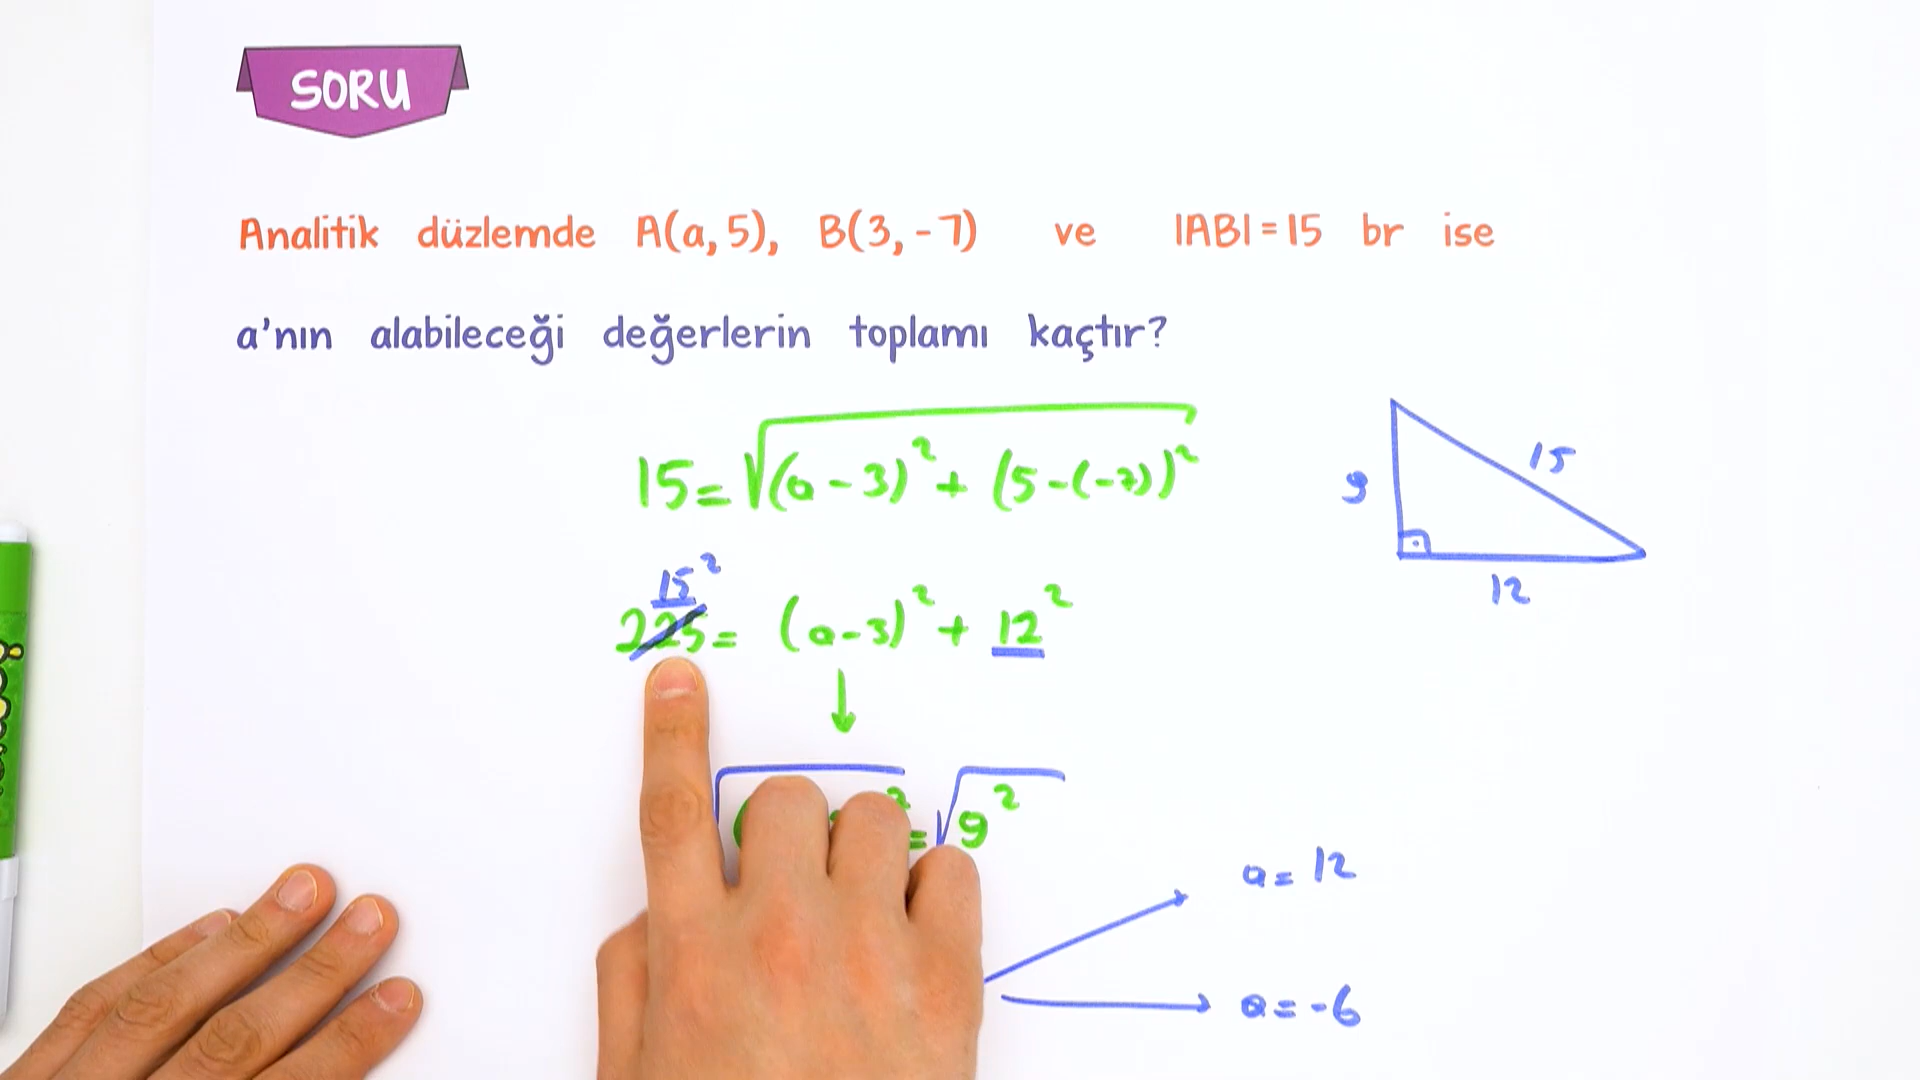 SORU
Analitik düzlemde A(a, 5), B(3, -7) ve |AB| = 15 br ise
a'nın alabileceği değerlerin toplamı kaçtır?
15 = √(a - 3)² + (5 - (-7))²
15²
225 = (a - 3)² + 12²
= √9²
a = 12
a = -6
9
15
12